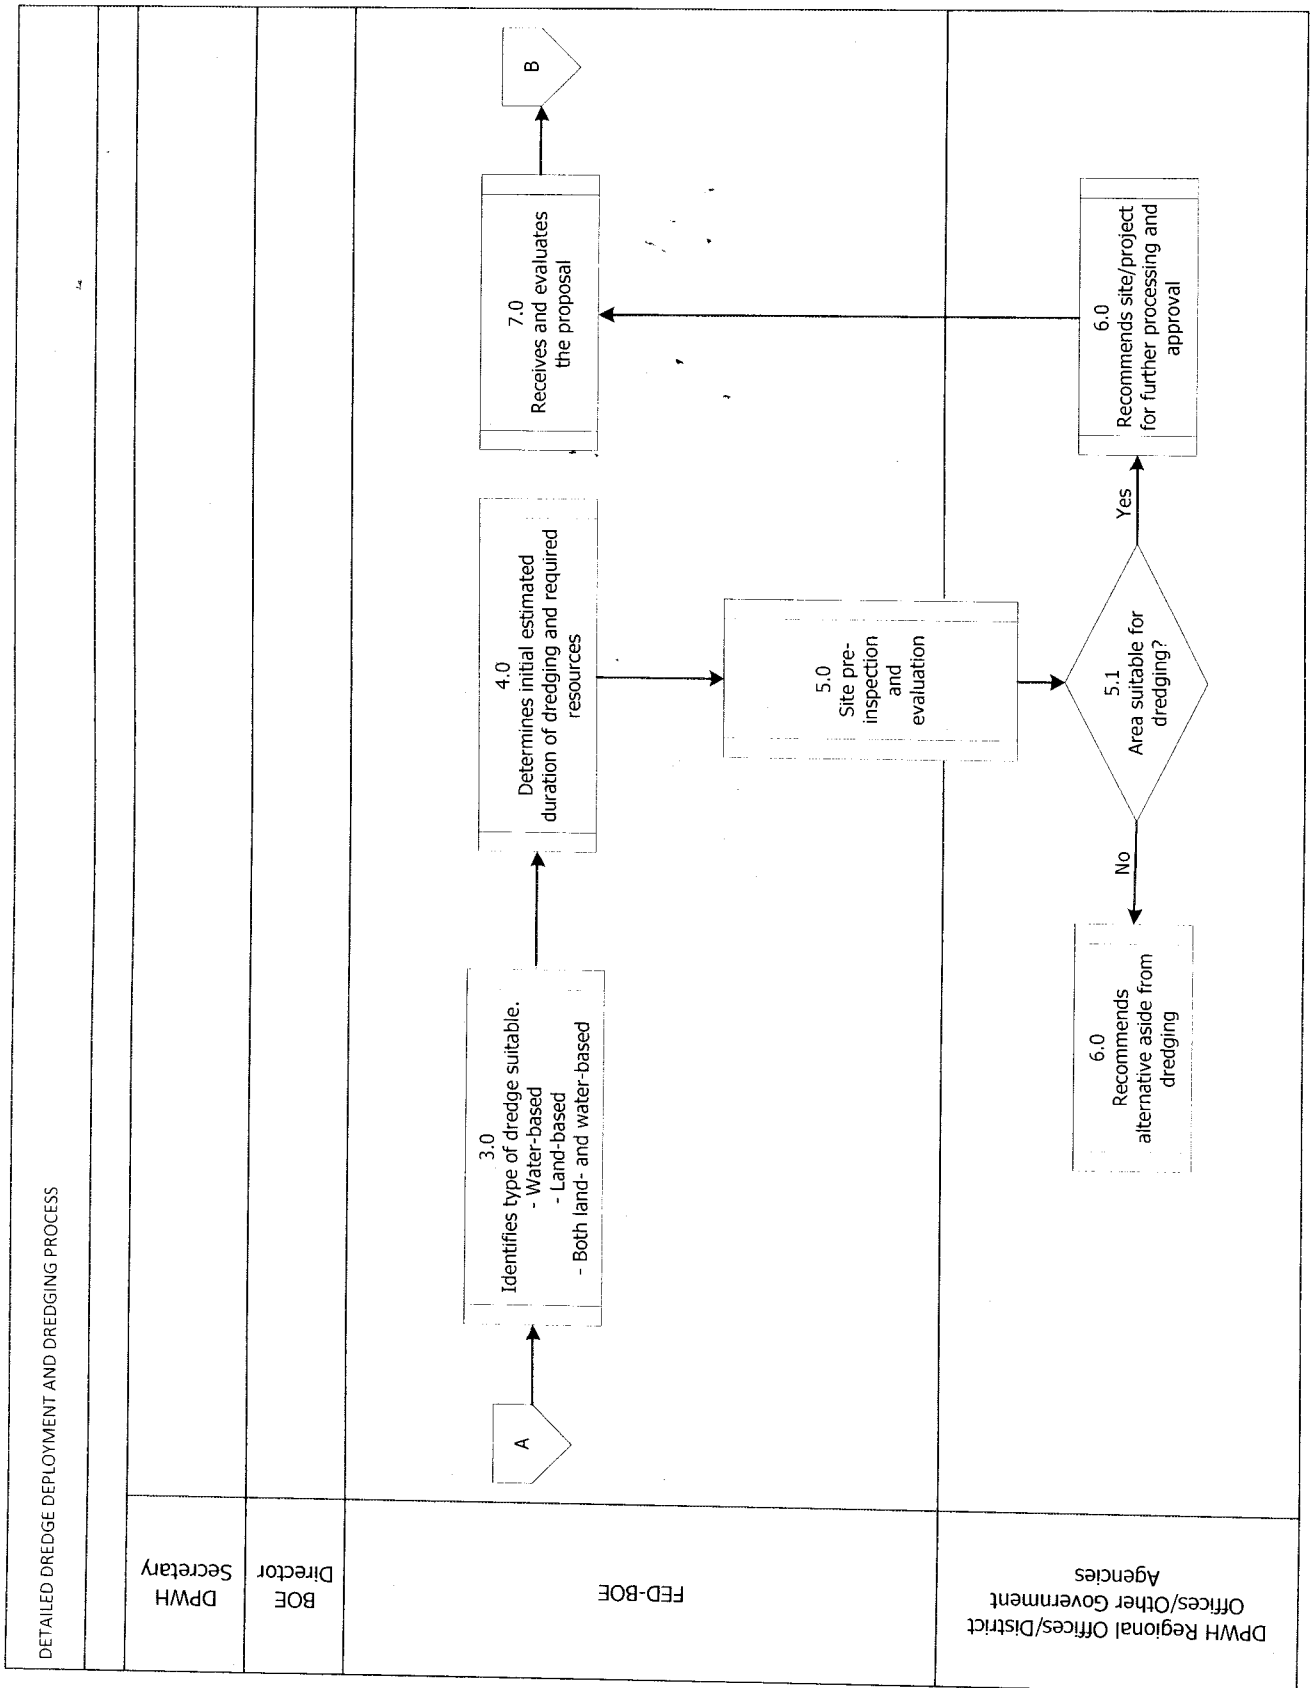 DETAILED DREDGE DEPLOYMENT AND DREDGING PROCESS
DPWH
Secretary
BOE
Director
FED-BOE
A
3.0
Identifies type of dredge suitable.
- Water-based
- Land-based
- Both land- and water-based
4.0
Determines initial estimated
duration of dredging and required
resources
7.0
Receives and evaluates
the proposal
B
5.0
Site pre-
inspection
and
evaluation
DPWH Regional Offices/District
Offices/Other Government
Agencies
6.0
Recommends
alternative aside from
dredging
No
5.1
Area suitable for
dredging?
Yes
6.0
Recommends site/project
for further processing and
approval